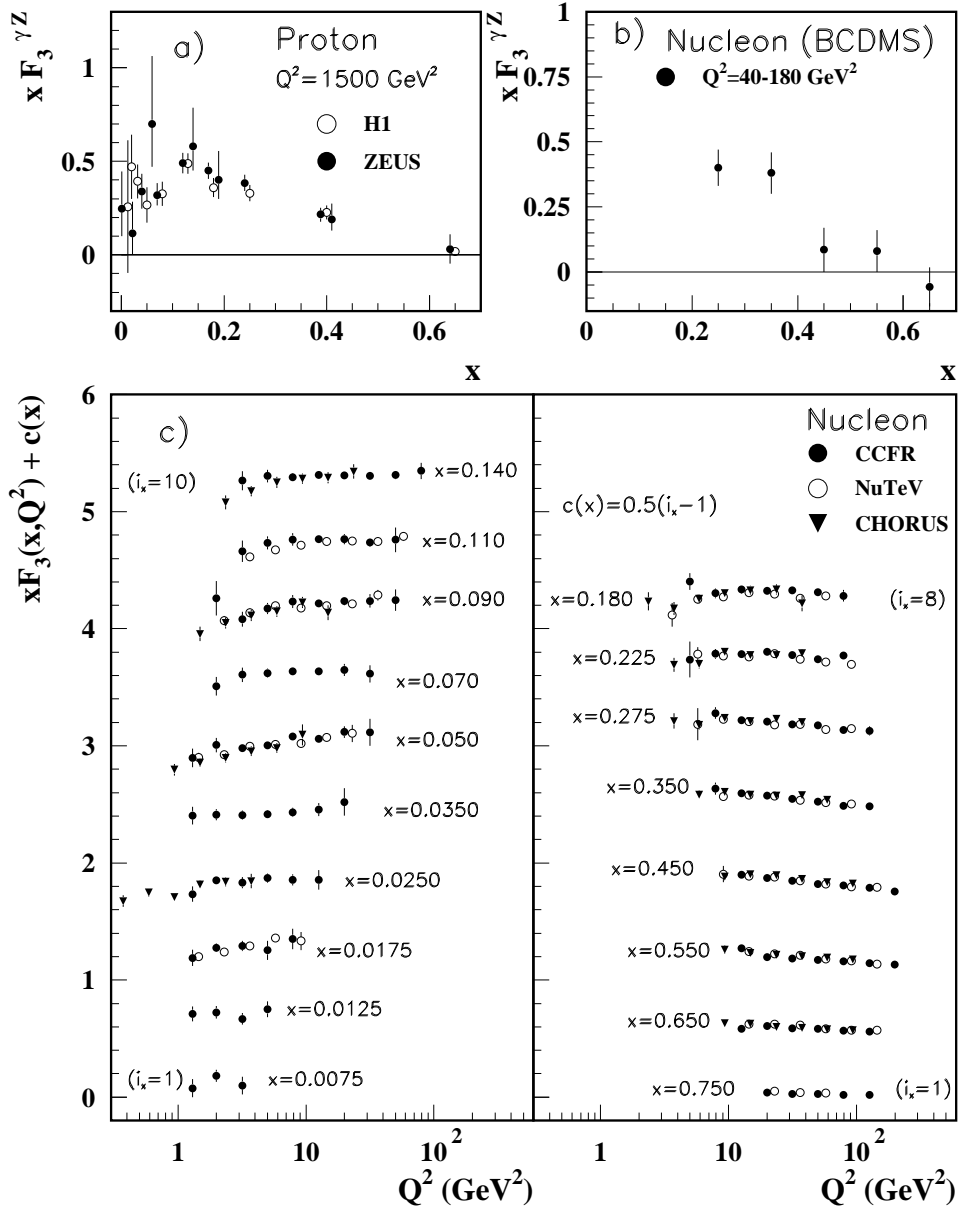 a)
Proton
Q²=1500 GeV²
H1
ZEUS
x F₃ γZ
1
0.5
0
0 0.2 0.4 0.6
x
b)
Nucleon (BCDMS)
Q²=40-180 GeV²
x F₃ γZ
1
0.75
0.5
0.25
0
0 0.2 0.4 0.6
x
c)
xF₃(x,Q²) + c(x)
6
5
4
3
2
1
0
(iₓ=10)
x=0.140
x=0.110
x=0.090
x=0.070
x=0.050
x=0.0350
x=0.0250
x=0.0175
x=0.0125
(iₓ=1)
x=0.0075
1 10 10²
Q² (GeV²)
Nucleon
CCFR
NuTeV
CHORUS
c(x)=0.5(iₓ−1)
x=0.180
(iₓ=8)
x=0.225
x=0.275
x=0.350
x=0.450
x=0.550
x=0.650
x=0.750
(iₓ=1)
1 10 10²
Q² (GeV²)